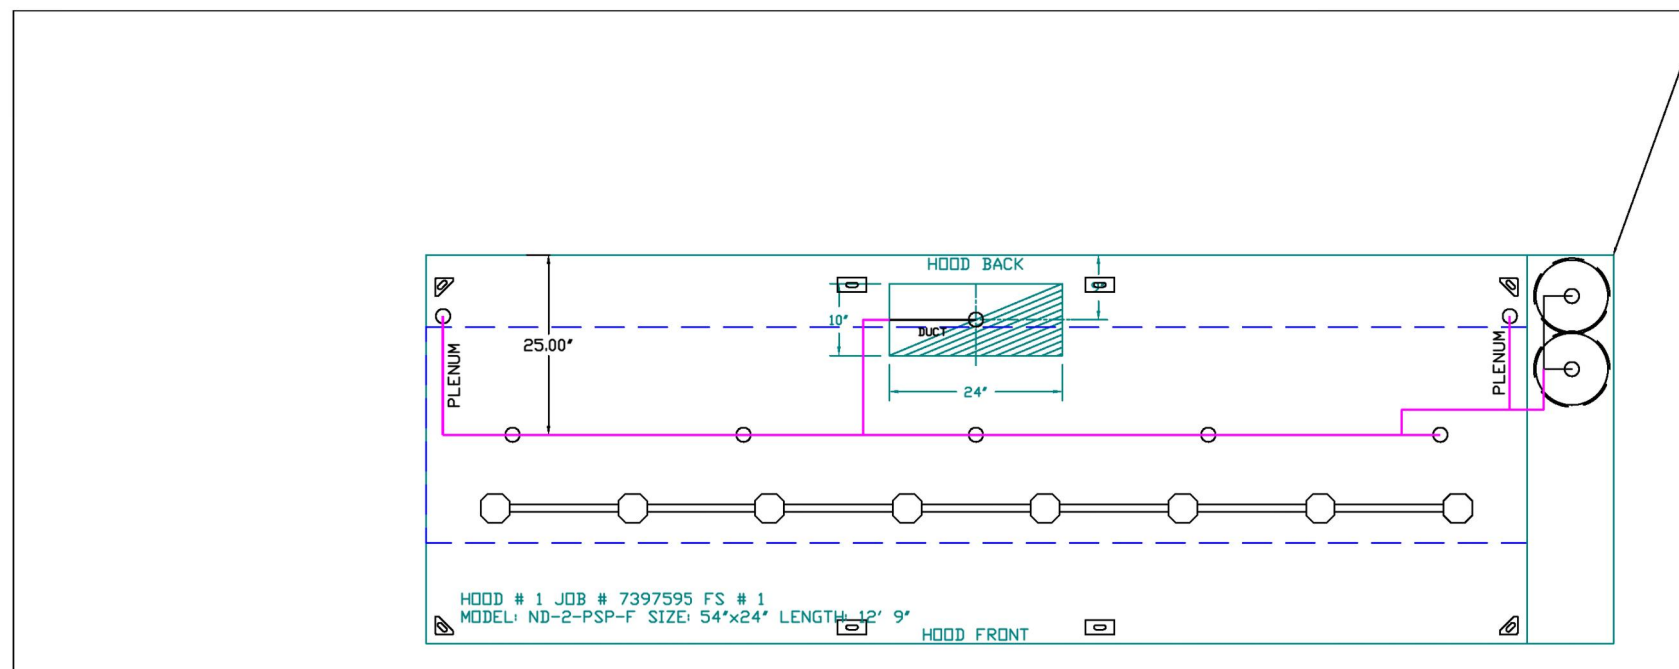 HOOD BACK
9"
10"
DUCT
25.00"
PLENUM
PLENUM
24"
HOOD # 1 JOB # 7397595 FS # 1
MODEL: ND-2-PSP-F SIZE: 54"x24" LENGTH: 12' 9"
HOOD FRONT